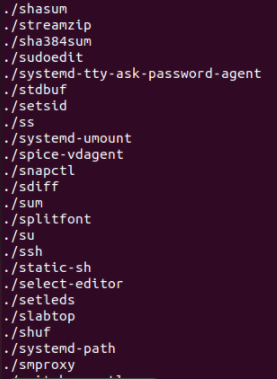 ./shasum
./streamzip
./sha384sum
./sudoedit
./systemd-tty-ask-password-agent
./stdbuf
./setsid
./ss
./systemd-umount
./spice-vdagent
./snapctl
./sdiff
./sum
./splitfont
./su
./ssh
./static-sh
./select-editor
./setleds
./slabtop
./shuf
./systemd-path
./smproxy